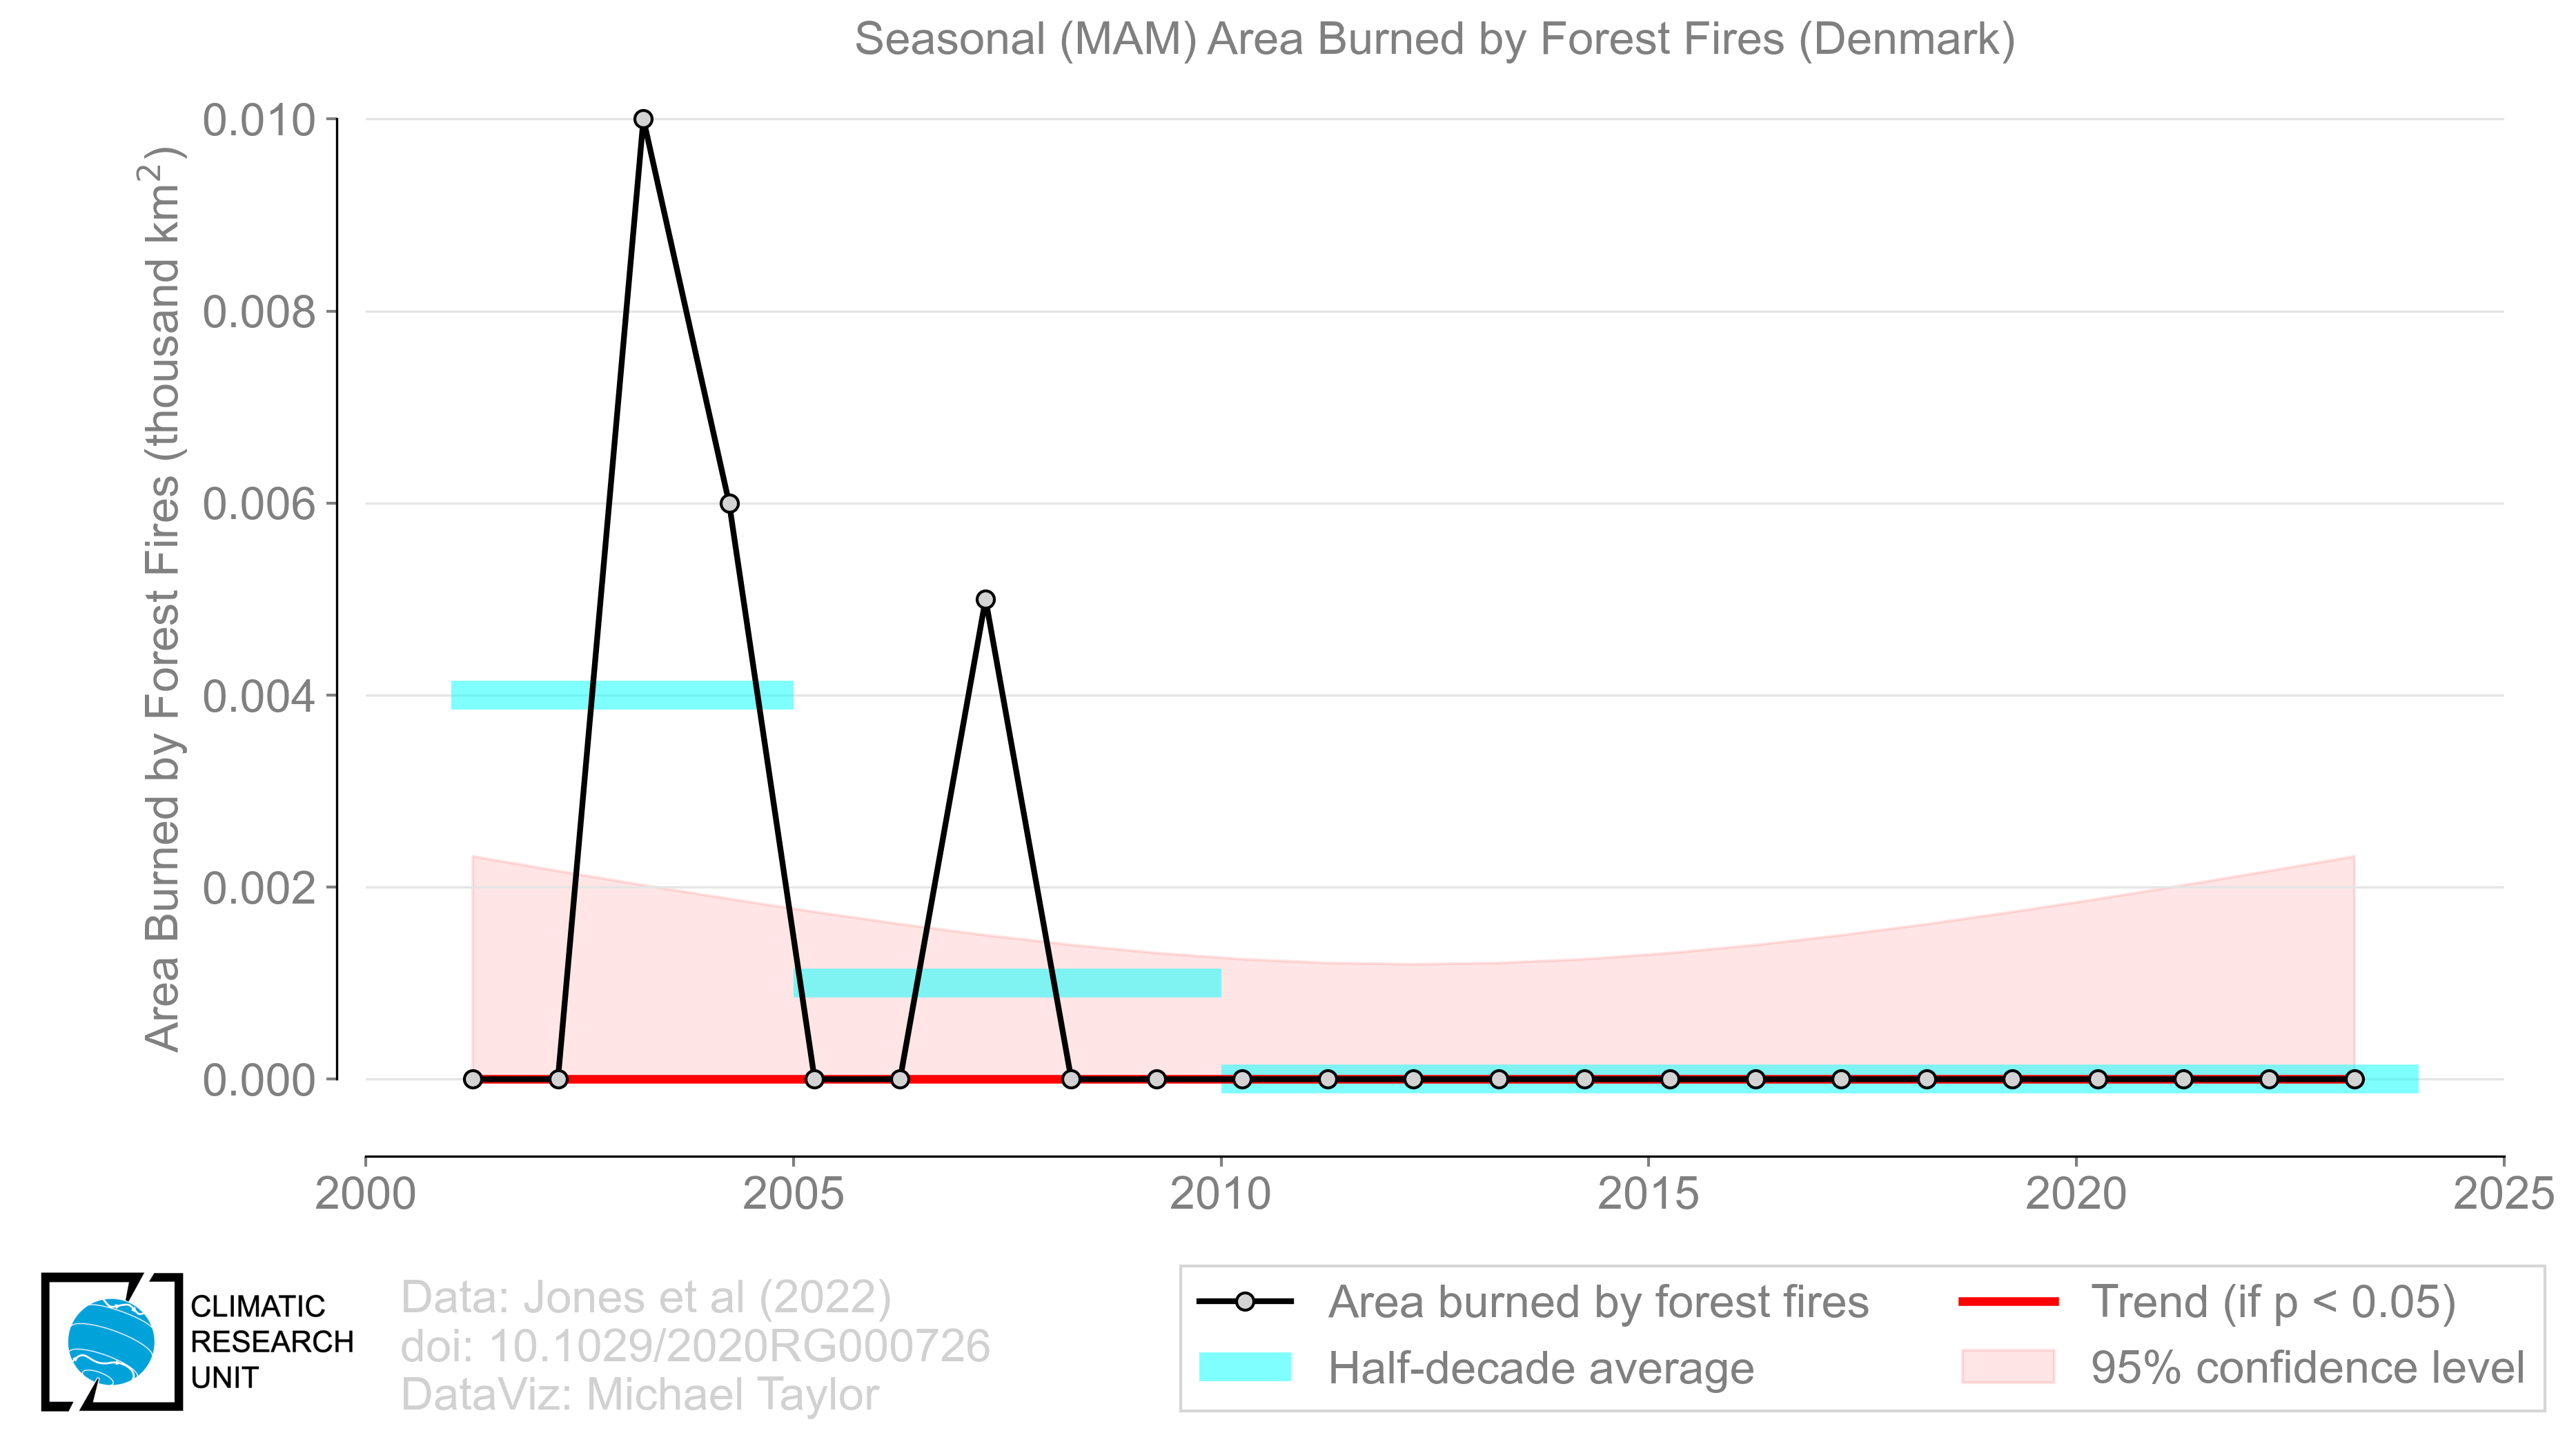 Seasonal (MAM) Area Burned by Forest Fires (Denmark)
Area Burned by Forest Fires (thousand km²)
0.010
0.008
0.006
0.004
0.002
0.000
2000 2005 2010 2015 2020 2025
CLIMATIC
RESEARCH
UNIT
Data: Jones et al (2022)
doi: 10.1029/2020RG000726
DataViz: Michael Taylor
Area burned by forest fires
Half-decade average
Trend (if p < 0.05)
95% confidence level